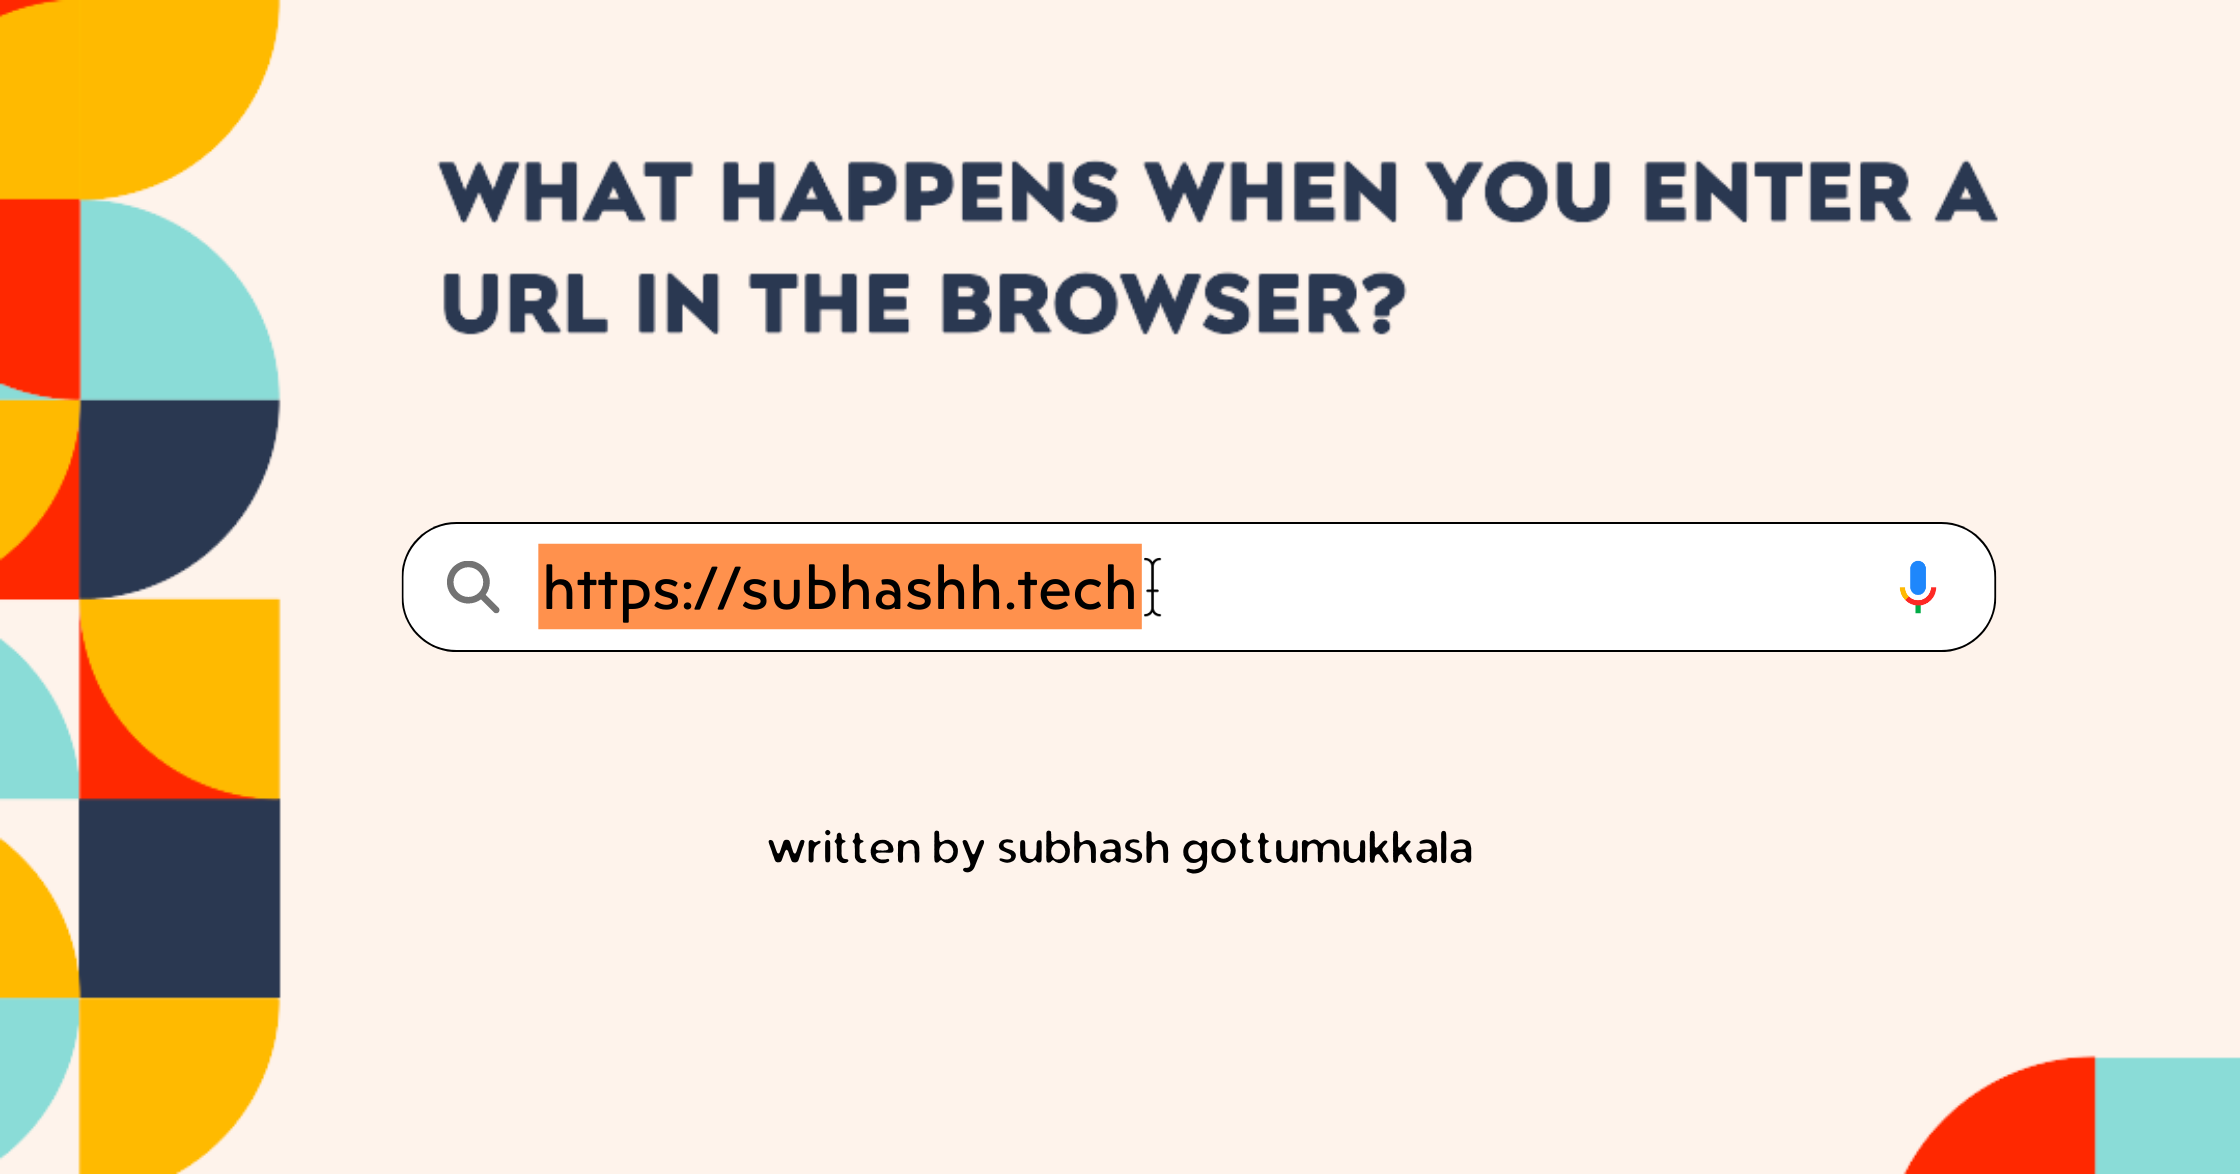 WHAT HAPPENS WHEN YOU ENTER A
URL IN THE BROWSER?
https://subhashh.tech
written by subhash gottumukkala